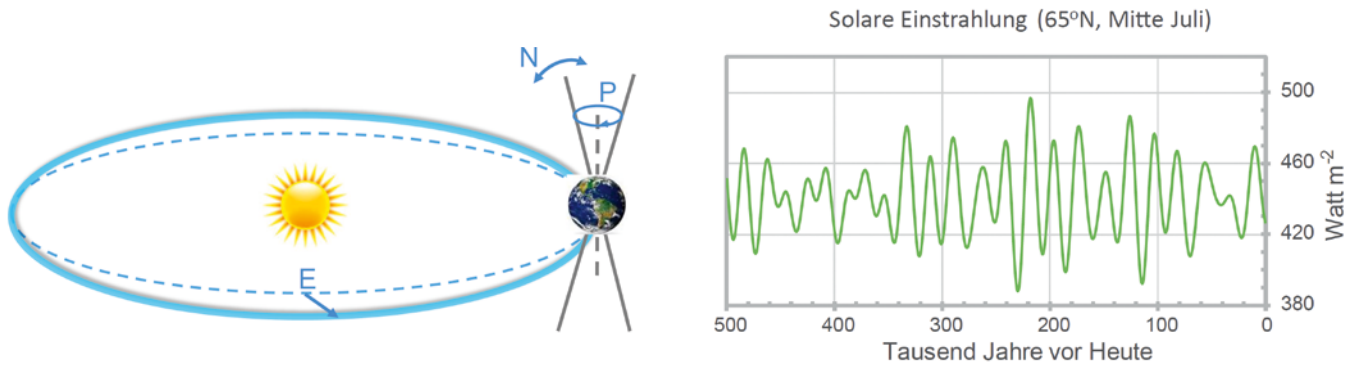 N
P
E
Solare Einstrahlung (65°N, Mitte Juli)
500
460
420
380
Watt m-2
500 400 300 200 100 0
Tausend Jahre vor Heute